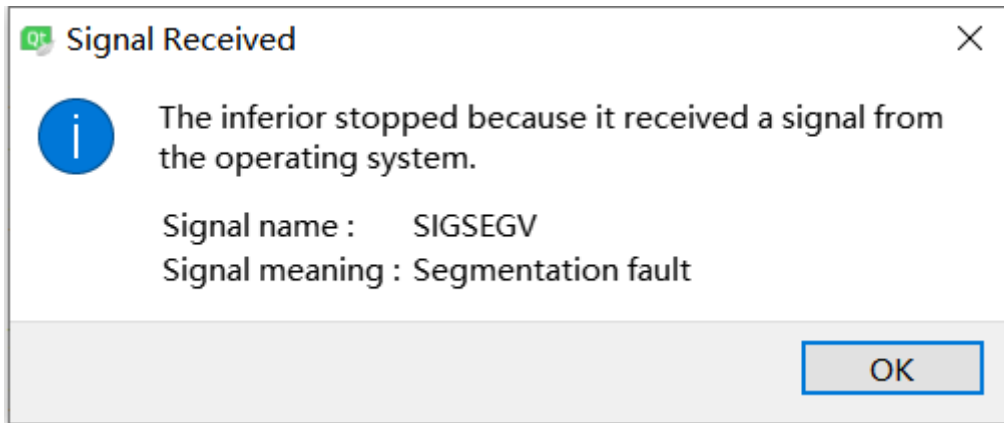 Qt Signal Received
The inferior stopped because it received a signal from
the operating system.
Signal name : SIGSEGV
Signal meaning : Segmentation fault
OK